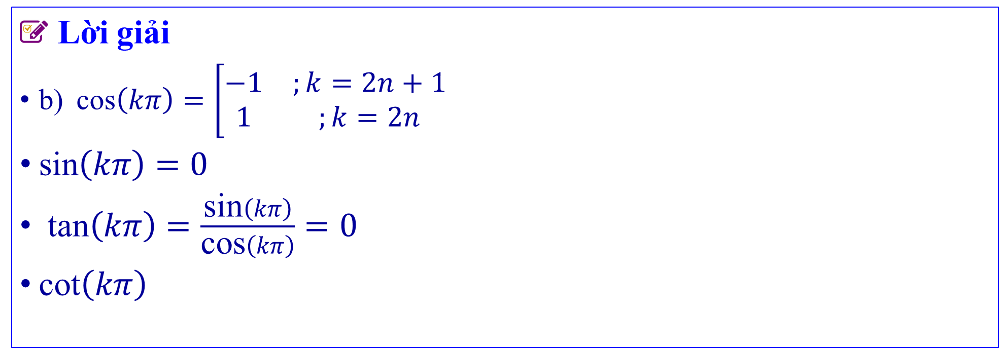 Lời giải
• b) cos(kπ) = [ −1 ; k = 2n + 1
1 ; k = 2n
• sin(kπ) = 0
• tan(kπ) = sin(kπ)/cos(kπ) = 0
• cot(kπ)